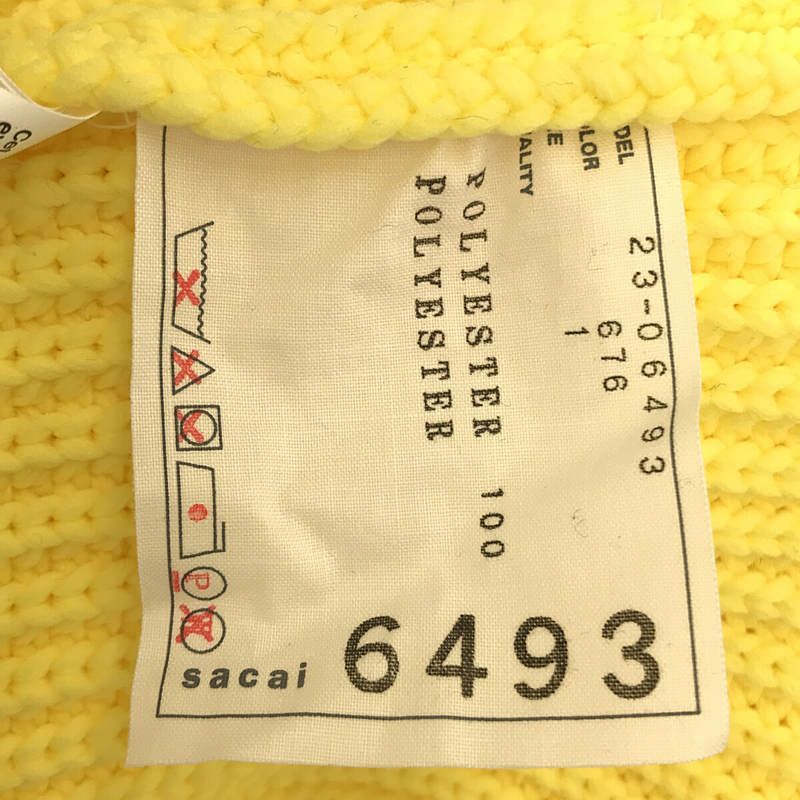 DEL 23-06493
LOR 676
E 1
ALITY
POLYESTER 100
POLYESTER
P
W
sacai 6493